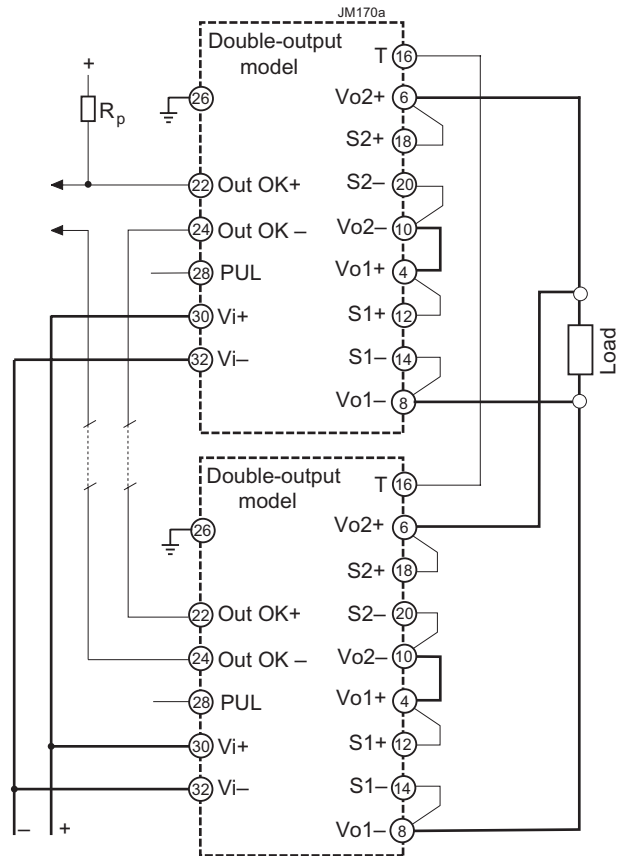 JM170a
Double-output
model
T 16
+
26
Vo2+ 6
Rp
S2+ 18
22 Out OK+
S2– 20
24 Out OK –
Vo2– 10
28 PUL
Vo1+ 4
30 Vi+
S1+ 12
32 Vi–
S1– 14
Load
Vo1– 8
Double-output
model
T 16
26
Vo2+ 6
S2+ 18
22 Out OK+
S2– 20
24 Out OK –
Vo2– 10
28 PUL
Vo1+ 4
30 Vi+
S1+ 12
32 Vi–
S1– 14
– +
Vo1– 8